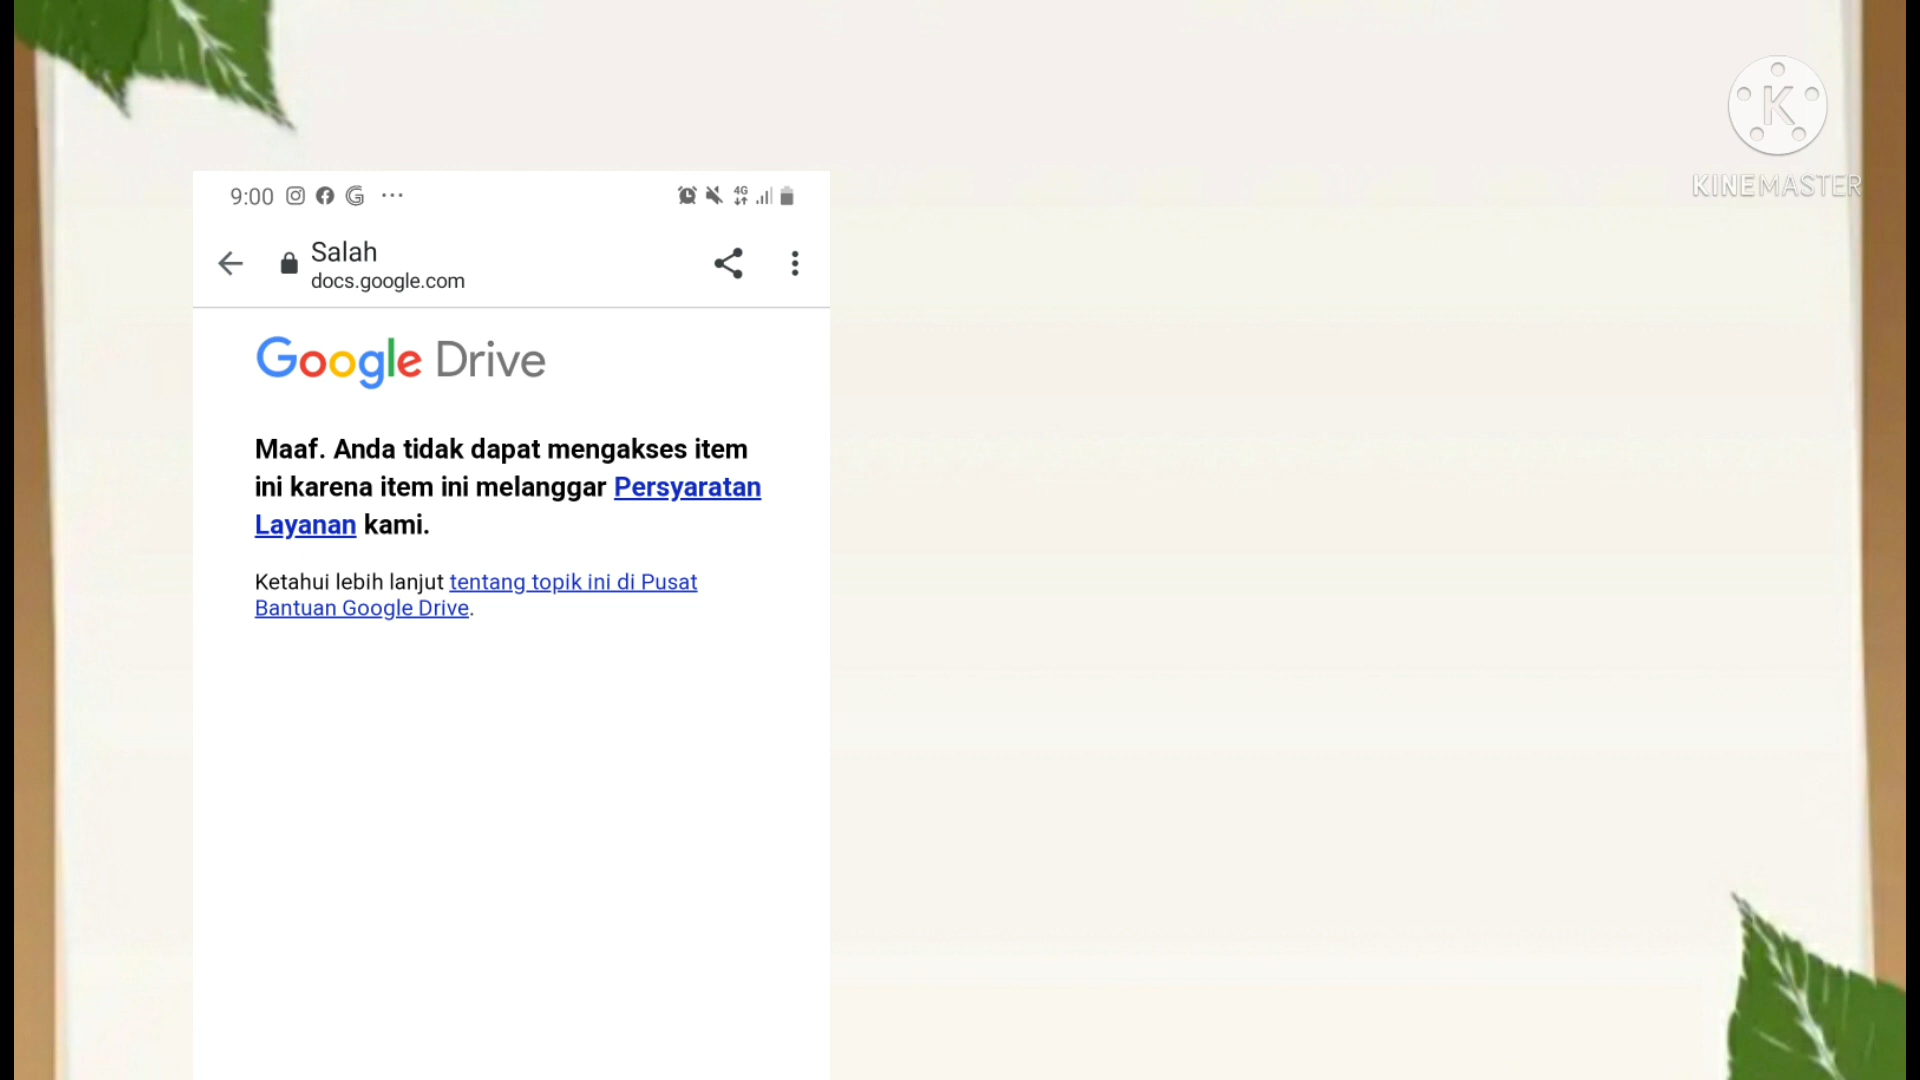 K
KINEMASTER
9:00
4G
Salah
docs.google.com
Google Drive
Maaf. Anda tidak dapat mengakses item
ini karena item ini melanggar Persyaratan
Layanan kami.
Ketahui lebih lanjut tentang topik ini di Pusat
Bantuan Google Drive.